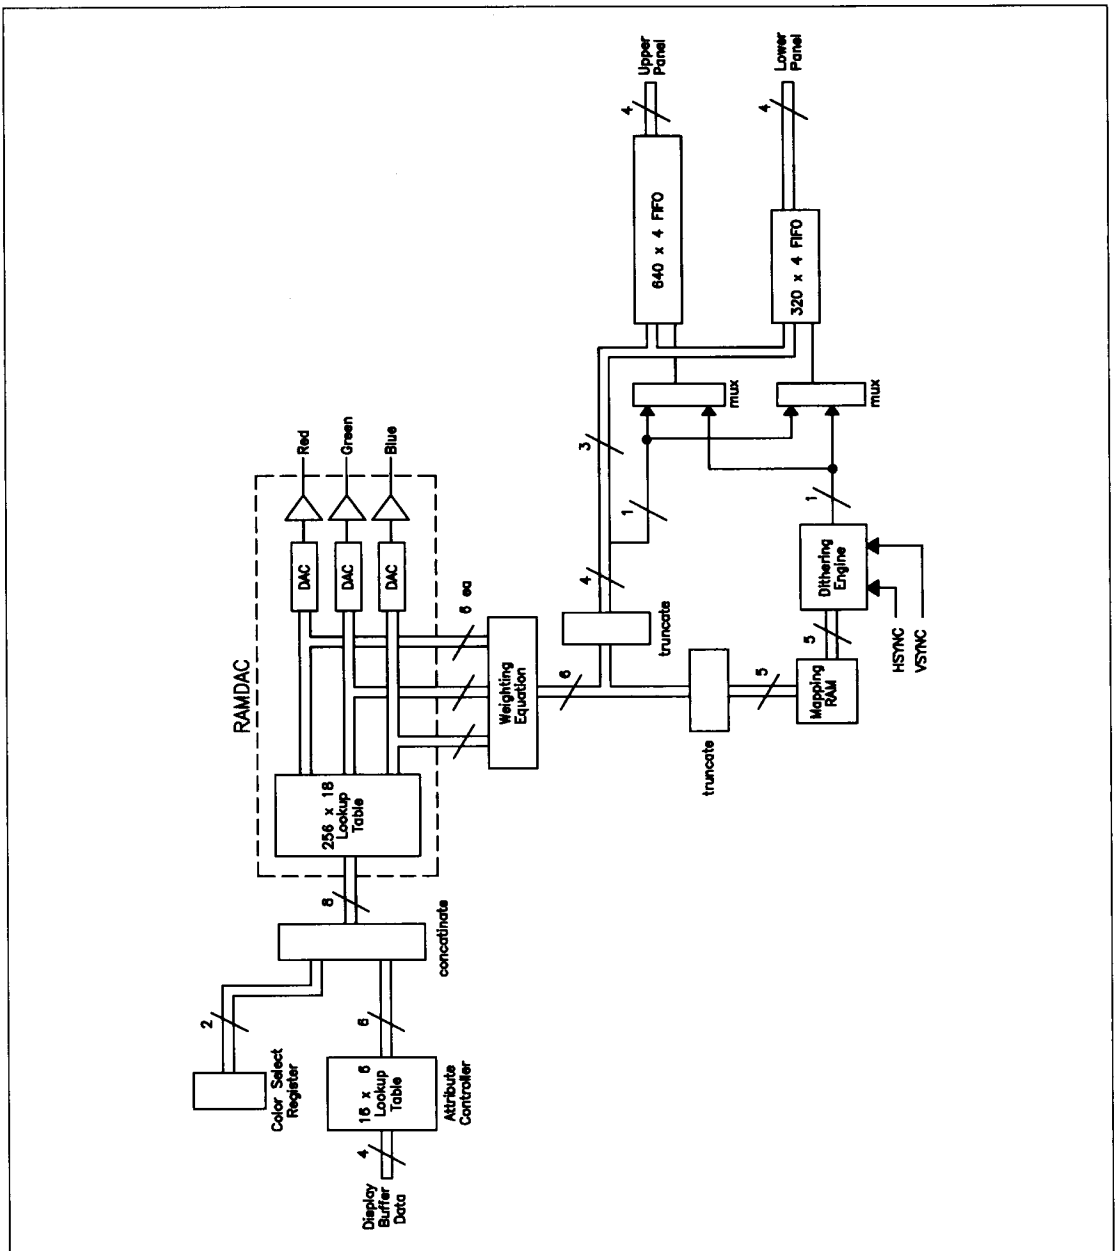 Display
Buffer
Data
4
16 x 6
Lookup
Table
Attribute
Controller
6
Color Select
Register
2
concatinate
8
RAMDAC
256 x 18
Lookup
Table
DAC
DAC
DAC
Red
Green
Blue
6 ea
Weighting
Equation
6
truncate
4
3
1
truncate
5
Mapping
RAM
5
Dithering
Engine
HSYNC
VSYNC
1
mux
mux
640 x 4 FIFO
4
Upper
Panel
320 x 4 FIFO
4
Lower
Panel